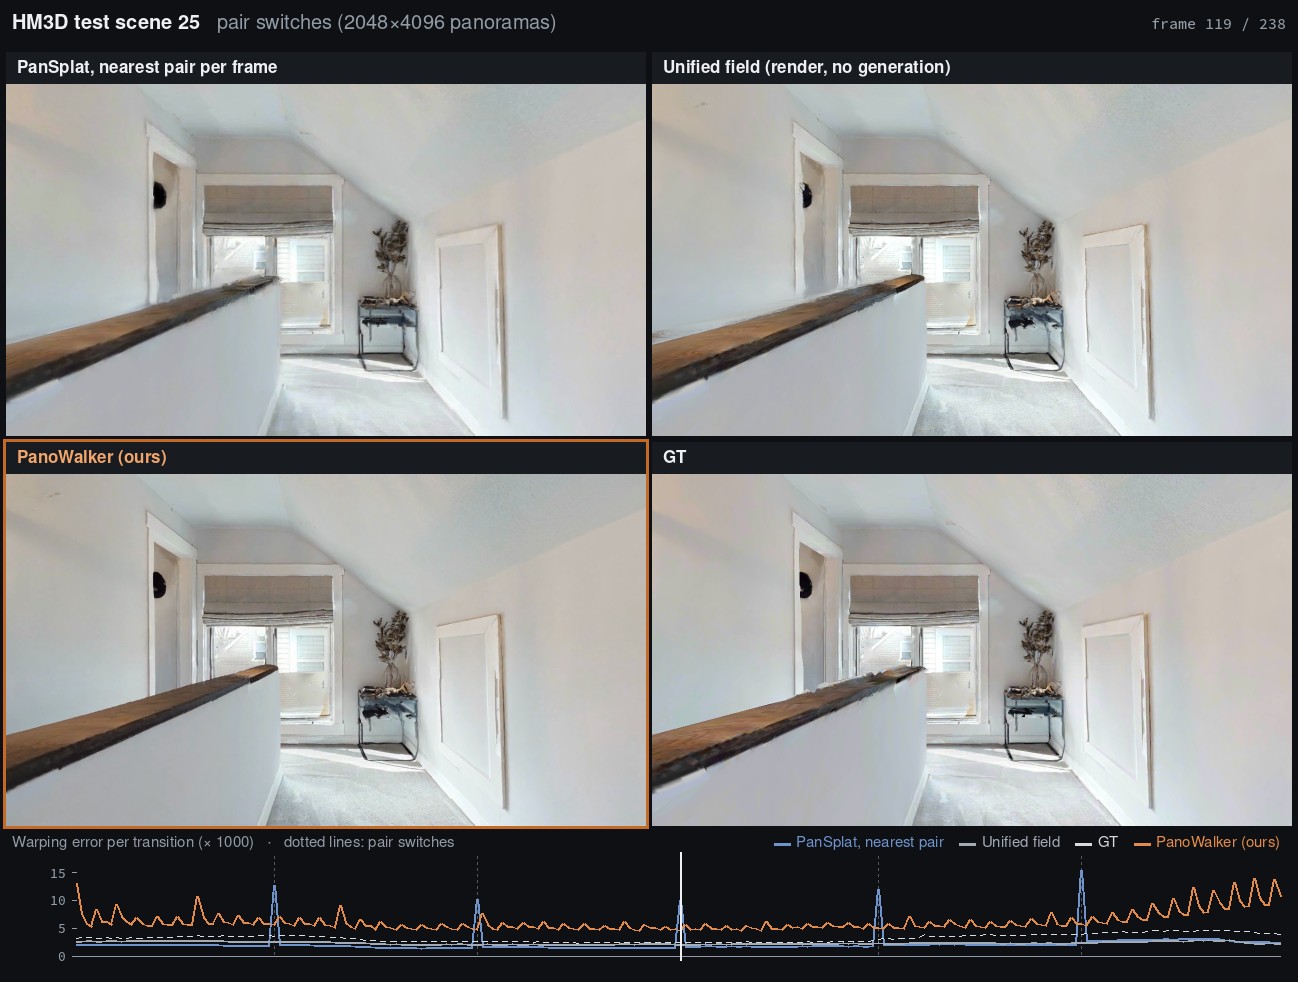 HM3D test scene 25 pair switches (2048×4096 panoramas) frame 119 / 238
PanSplat, nearest pair per frame
Unified field (render, no generation)
PanoWalker (ours)
GT
Warping error per transition (× 1000) · dotted lines: pair switches
PanSplat, nearest pair Unified field GT PanoWalker (ours)
15
10
5
0